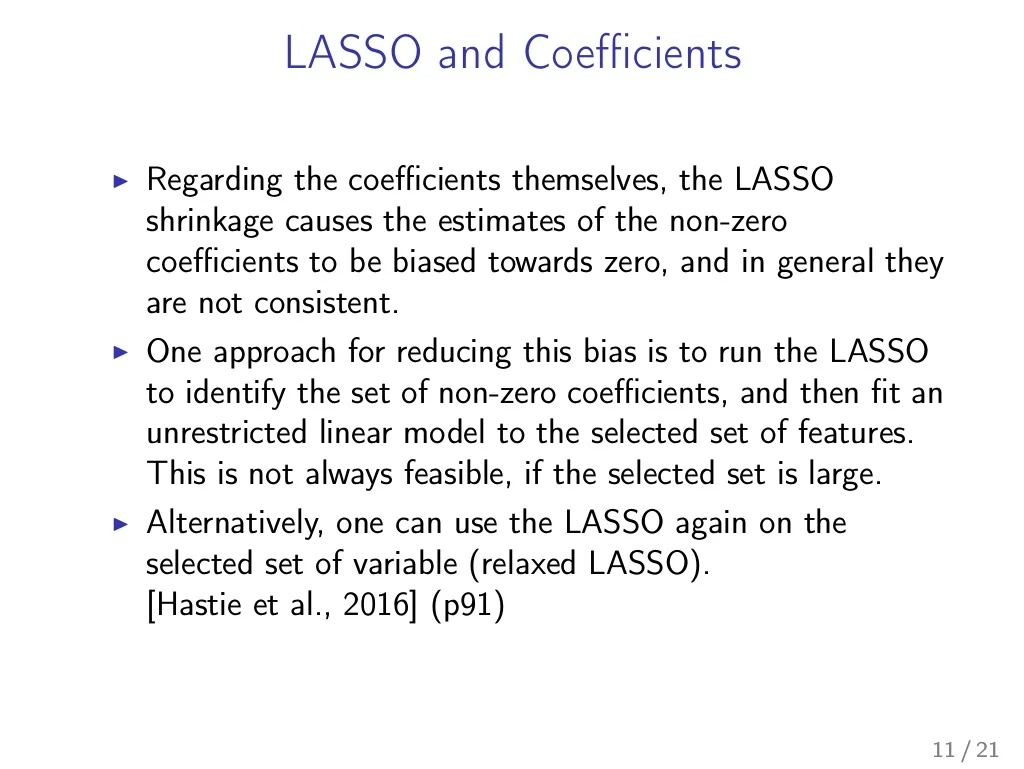 LASSO and Coefficients
▶ Regarding the coefficients themselves, the LASSO
shrinkage causes the estimates of the non-zero
coefficients to be biased towards zero, and in general they
are not consistent.
▶ One approach for reducing this bias is to run the LASSO
to identify the set of non-zero coefficients, and then fit an
unrestricted linear model to the selected set of features.
This is not always feasible, if the selected set is large.
▶ Alternatively, one can use the LASSO again on the
selected set of variable (relaxed LASSO).
[Hastie et al., 2016] (p91)
11 / 21